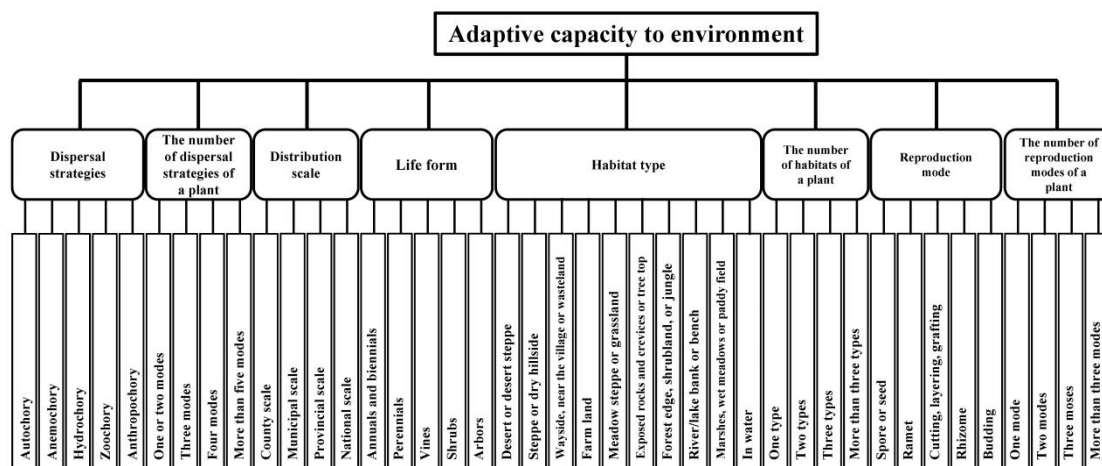 Adaptive capacity to environment
Dispersal
strategies
The number
of dispersal
strategies of
a plant
Distribution
scale
Life form
Habitat type
The number
of habitats of
a plant
Reproduction
mode
The number of
reproduction
modes of a
plant
Autochory
Anemochory
Hydrochory
Zoochory
Anthropochory
One or two modes
Three modes
Four modes
More than five modes
County scale
Municipal scale
Provincial scale
National scale
Annuals and biennials
Perennials
Vines
Shrubs
Arbors
Desert or desert steppe
Steppe or dry hillside
Wayside, near the village or wasteland
Farm land
Meadow steppe or grassland
Exposed rocks and crevices or tree top
Forest edge, shrubland, or jungle
River/lake bank or bench
Marshes, wet meadows or paddy field
In water
One type
Two types
Three types
More than three types
Spore or seed
Ramet
Cutting, layering, grafting
Rhizome
Budding
One mode
Two modes
Three moses
More than three modes